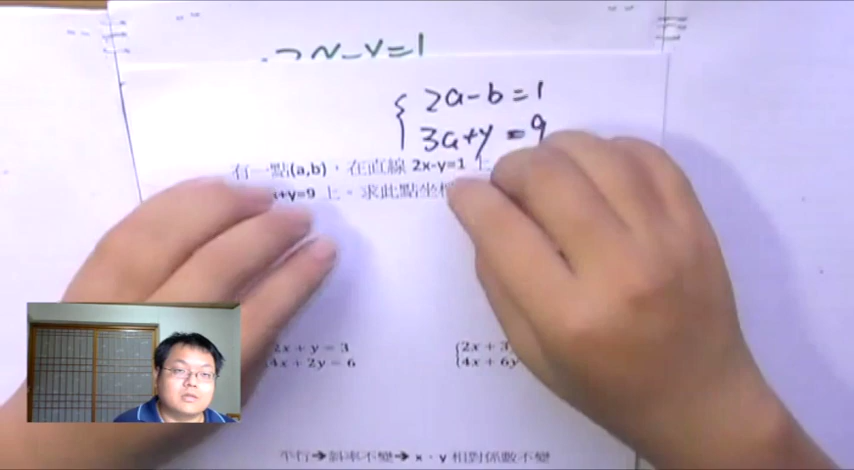 2x-y=1
2a-b=1
3a+y=9
有一點(a,b)，在直線 2x-y=1 上
x+y=9 上。求此點坐
2x + y = 3
4x + 2y = 6
2x + 3
4x + 6y
平行→斜率不變→ x、y 相對係數不變